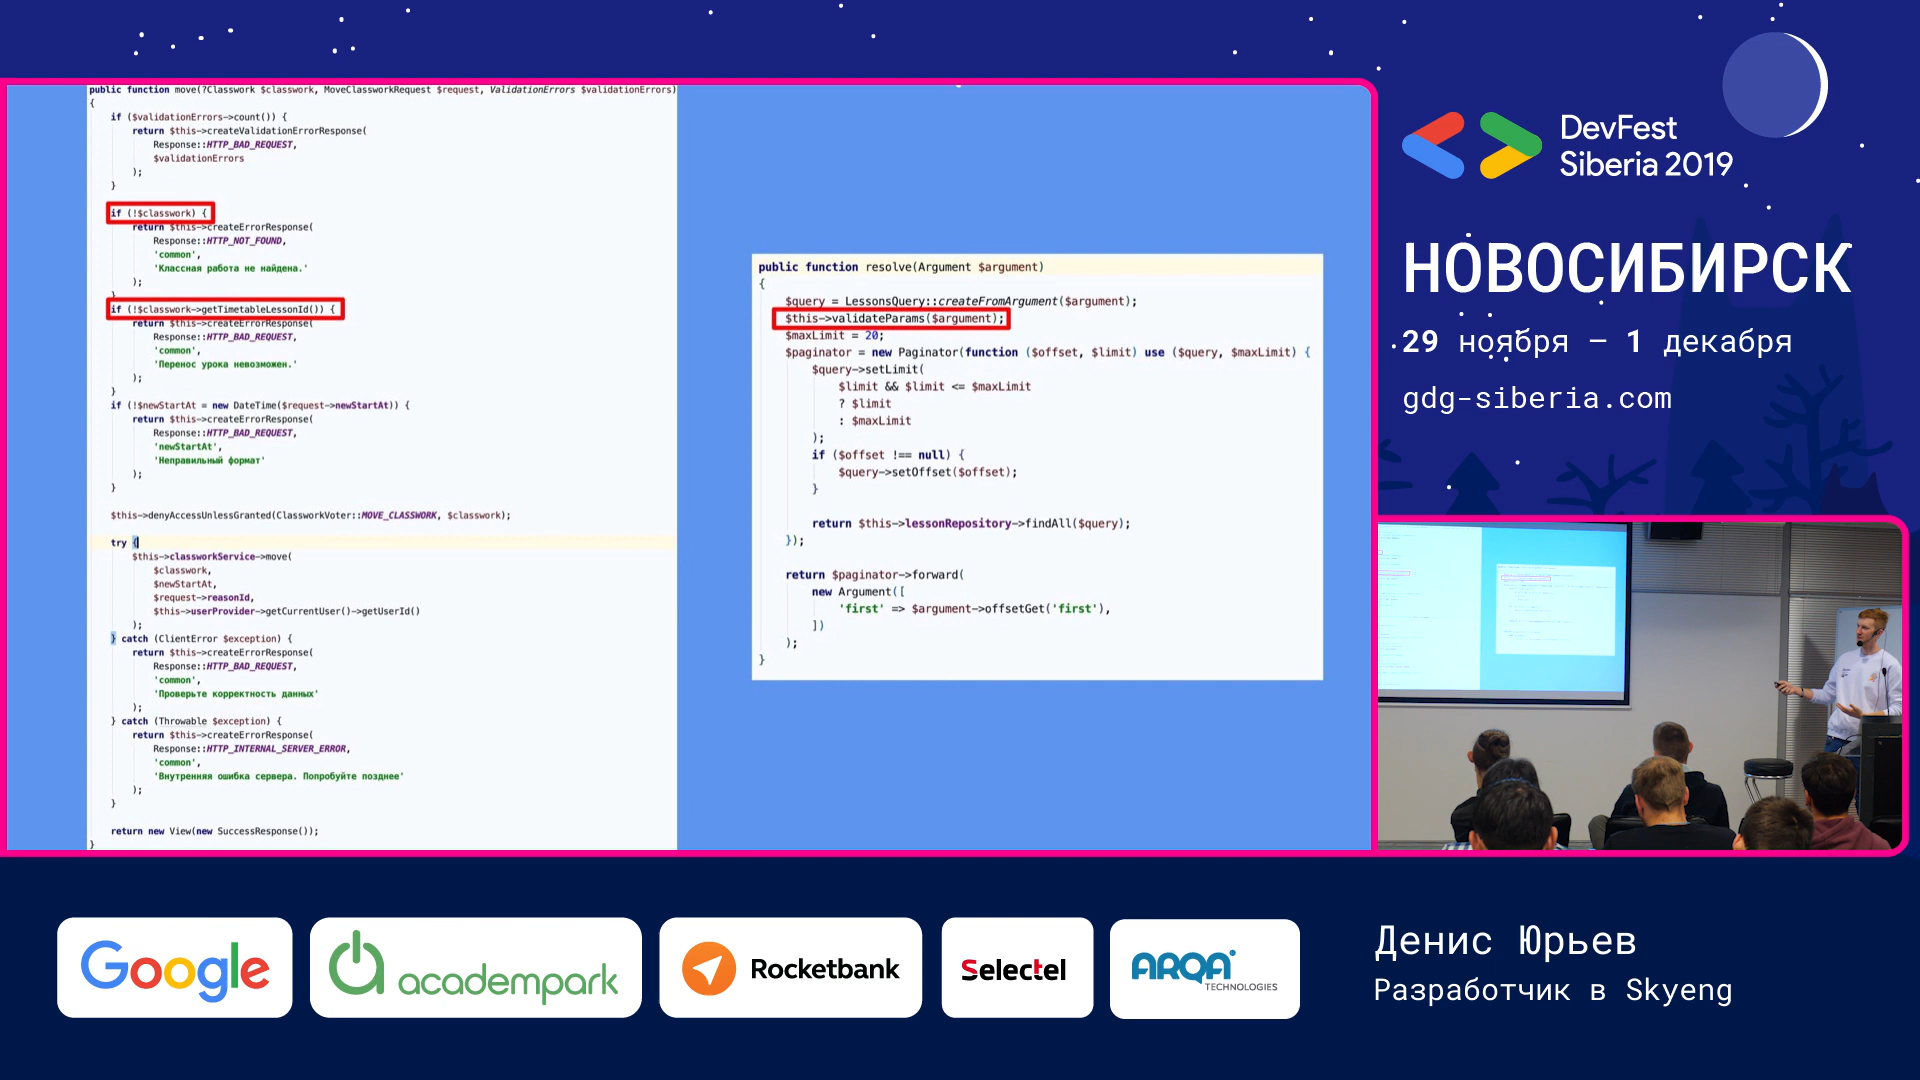 public function move(?Classwork $classwork, MoveClassworkRequest $request, ValidationErrors $validationErrors)
{
if ($validationErrors->count()) {
return $this->createValidationErrorResponse(
Response::HTTP_BAD_REQUEST,
$validationErrors
);
}
if (!$classwork) {
return $this->createErrorResponse(
Response::HTTP_NOT_FOUND,
'common',
'Классная работа не найдена.'
);
}
if (!$classwork->getTimetableLessonId()) {
return $this->createErrorResponse(
Response::HTTP_BAD_REQUEST,
'common',
'Перенос урока невозможен.'
);
}
if (!$newStartAt = new DateTime($request->newStartAt)) {
return $this->createErrorResponse(
Response::HTTP_BAD_REQUEST,
'newStartAt',
'Неправильный формат'
);
}
$this->denyAccessUnlessGranted(ClassworkVoter::MOVE_CLASSWORK, $classwork);
try {
$this->classworkService->move(
$classwork,
$newStartAt,
$request->reasonId,
$this->userProvider->getCurrentUser()->getUserId()
);
} catch (ClientError $exception) {
return $this->createErrorResponse(
Response::HTTP_BAD_REQUEST,
'common',
'Проверьте корректность данных'
);
} catch (Throwable $exception) {
return $this->createErrorResponse(
Response::HTTP_INTERNAL_SERVER_ERROR,
'common',
'Внутренняя ошибка сервера. Попробуйте позднее'
);
}
return new View(new SuccessResponse());
}
public function resolve(Argument $argument)
{
$query = LessonsQuery::createFromArgument($argument);
$this->validateParams($argument);
$maxLimit = 20;
$paginator = new Paginator(function ($offset, $limit) use ($query, $maxLimit) {
$query->setLimit(
$limit && $limit <= $maxLimit
? $limit
: $maxLimit
);
if ($offset !== null) {
$query->setOffset($offset);
}
return $this->lessonRepository->findAll($query);
});
return $paginator->forward(
new Argument([
'first' => $argument->offsetGet('first'),
])
);
}
DevFest
Siberia 2019
НОВОСИБИРСК
29 ноября – 1 декабря
gdg-siberia.com
Google
academpark
Rocketbank
Selectel
ARQA
TECHNOLOGIES
Денис Юрьев
Разработчик в Skyeng